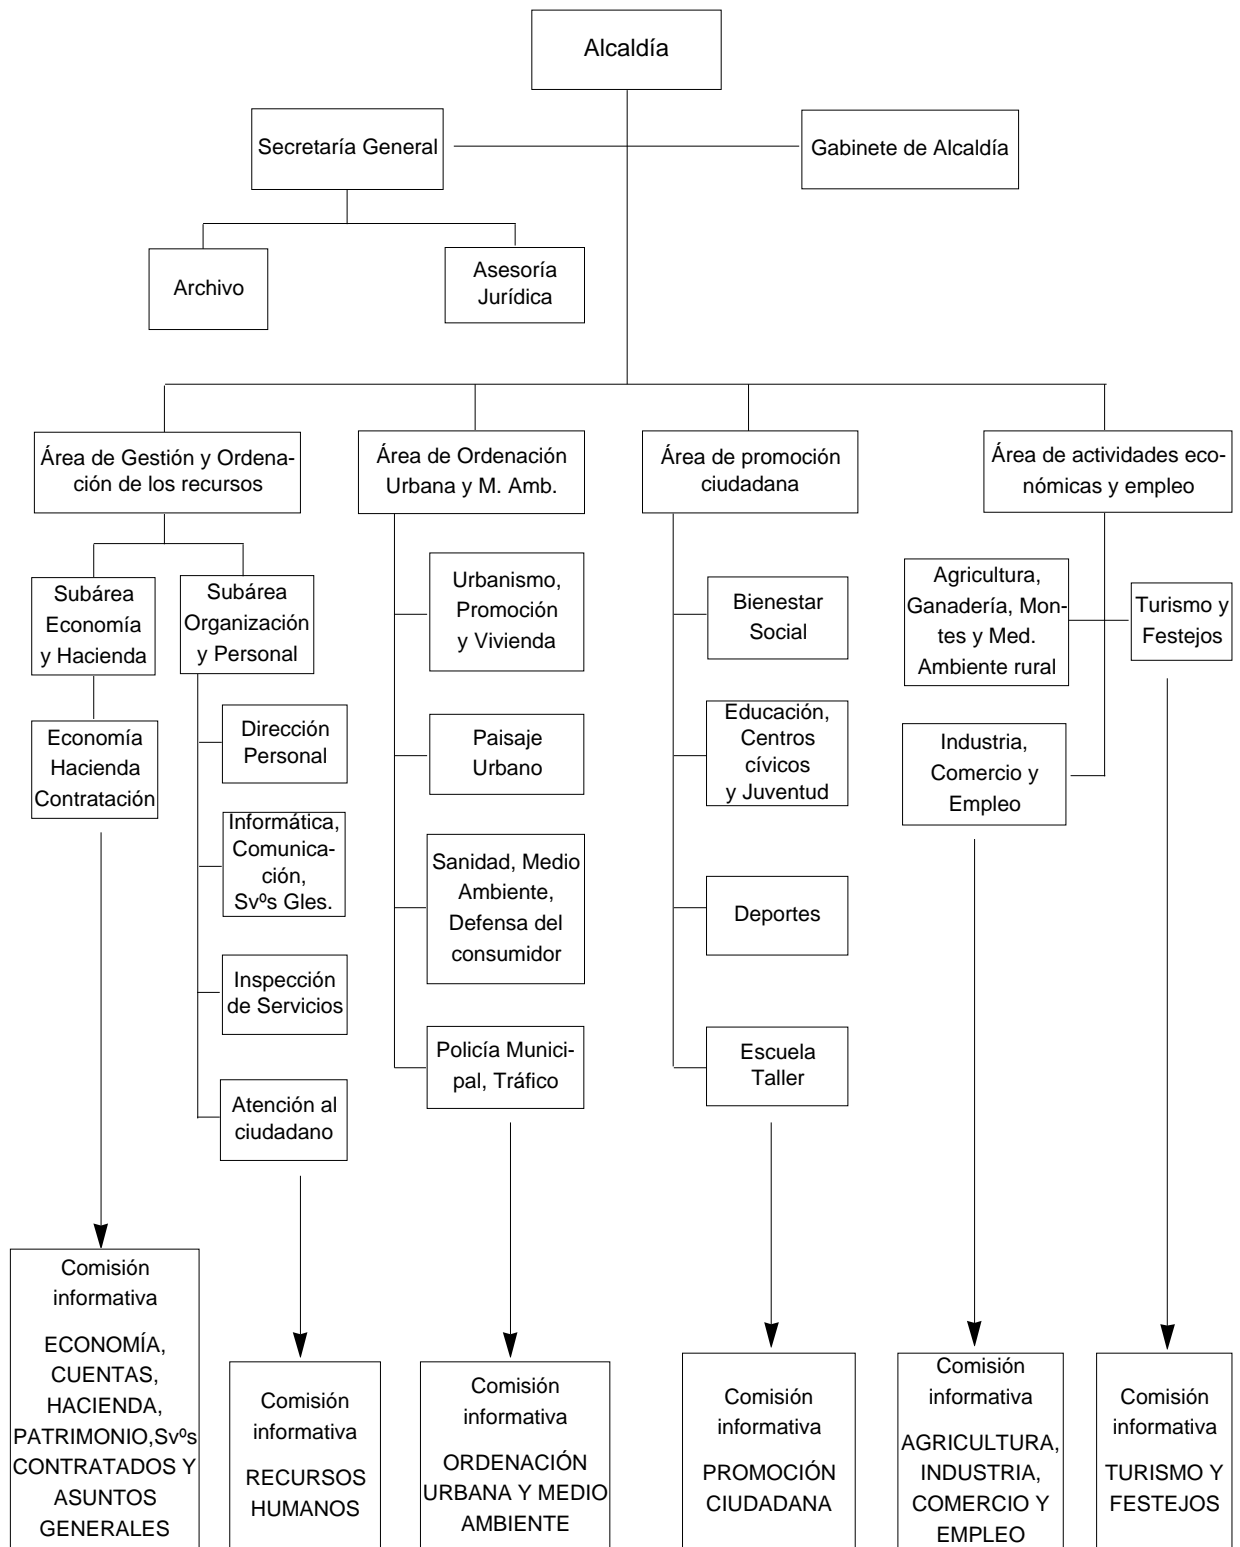 Alcaldía
Secretaría General
Gabinete de Alcaldía
Archivo
Asesoría
Jurídica
Área de Gestión y Ordena-
ción de los recursos
Área de Ordenación
Urbana y M. Amb.
Área de promoción
ciudadana
Área de actividades eco-
nómicas y empleo
Subárea
Economía
y Hacienda
Subárea
Organización
y Personal
Urbanismo,
Promoción
y Vivienda
Bienestar
Social
Agricultura,
Ganadería, Mon-
tes y Med.
Ambiente rural
Turismo y
Festejos
Economía
Hacienda
Contratación
Dirección
Personal
Paisaje
Urbano
Educación,
Centros
cívicos
y Juventud
Industria,
Comercio y
Empleo
Informática,
Comunica-
ción,
Svºs Gles.
Sanidad, Medio
Ambiente,
Defensa del
consumidor
Deportes
Inspección
de Servicios
Policía Munici-
pal, Tráfico
Escuela
Taller
Atención al
ciudadano
Comisión
informativa
ECONOMÍA,
CUENTAS,
HACIENDA,
PATRIMONIO,Svºs
CONTRATADOS Y
ASUNTOS
GENERALES
Comisión
informativa
RECURSOS
HUMANOS
Comisión
informativa
ORDENACIÓN
URBANA Y MEDIO
AMBIENTE
Comisión
informativa
PROMOCIÓN
CIUDADANA
Comisión
informativa
AGRICULTURA,
INDUSTRIA,
COMERCIO Y
EMPLEO
Comisión
informativa
TURISMO Y
FESTEJOS